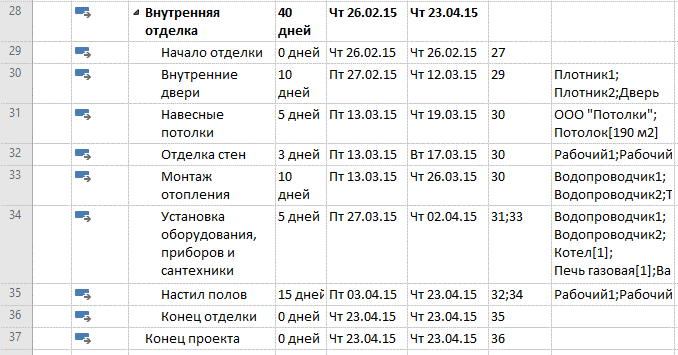 28 Внутренняя 40 Чт 26.02.15 Чт 23.04.15
отделка дней
29 Начало отделки 0 дней Чт 26.02.15 Чт 26.02.15 27
30 Внутренние 10 Пт 27.02.15 Чт 12.03.15 29 Плотник1;
двери дней Плотник2;Дверь
31 Навесные 5 дней Пт 13.03.15 Чт 19.03.15 30 ООО "Потолки";
потолки Потолок[190 м2]
32 Отделка стен 3 дней Пт 13.03.15 Вт 17.03.15 30 Рабочий1;Рабочий
33 Монтаж 10 Пт 13.03.15 Чт 26.03.15 30 Водопроводчик1;
отопления дней Водопроводчик2;Т
34 Установка 5 дней Пт 27.03.15 Чт 02.04.15 31;33 Водопроводчик1;
оборудования, Водопроводчик2;
приборов и Котел[1];
сантехники Печь газовая[1];Ва
35 Настил полов 15 дней Пт 03.04.15 Чт 23.04.15 32;34 Рабочий1;Рабочий
36 Конец отделки 0 дней Чт 23.04.15 Чт 23.04.15 35
37 Конец проекта 0 дней Чт 23.04.15 Чт 23.04.15 36